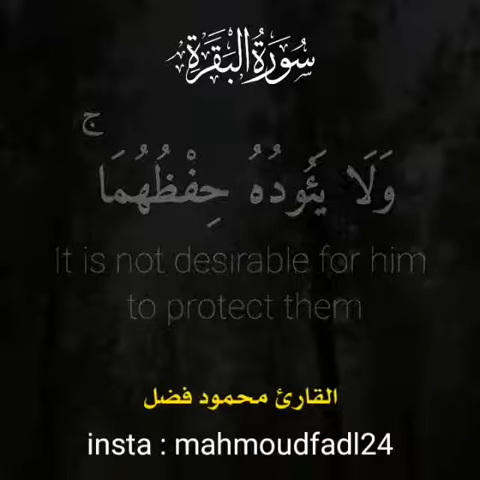 سُورَةُ البَقَرَةِ
وَلَا يَـُٔودُهُۥ حِفْظُهُمَا ۚ
It is not desirable for him
to protect them
القارئ محمود فضل
insta : mahmoudfadl24